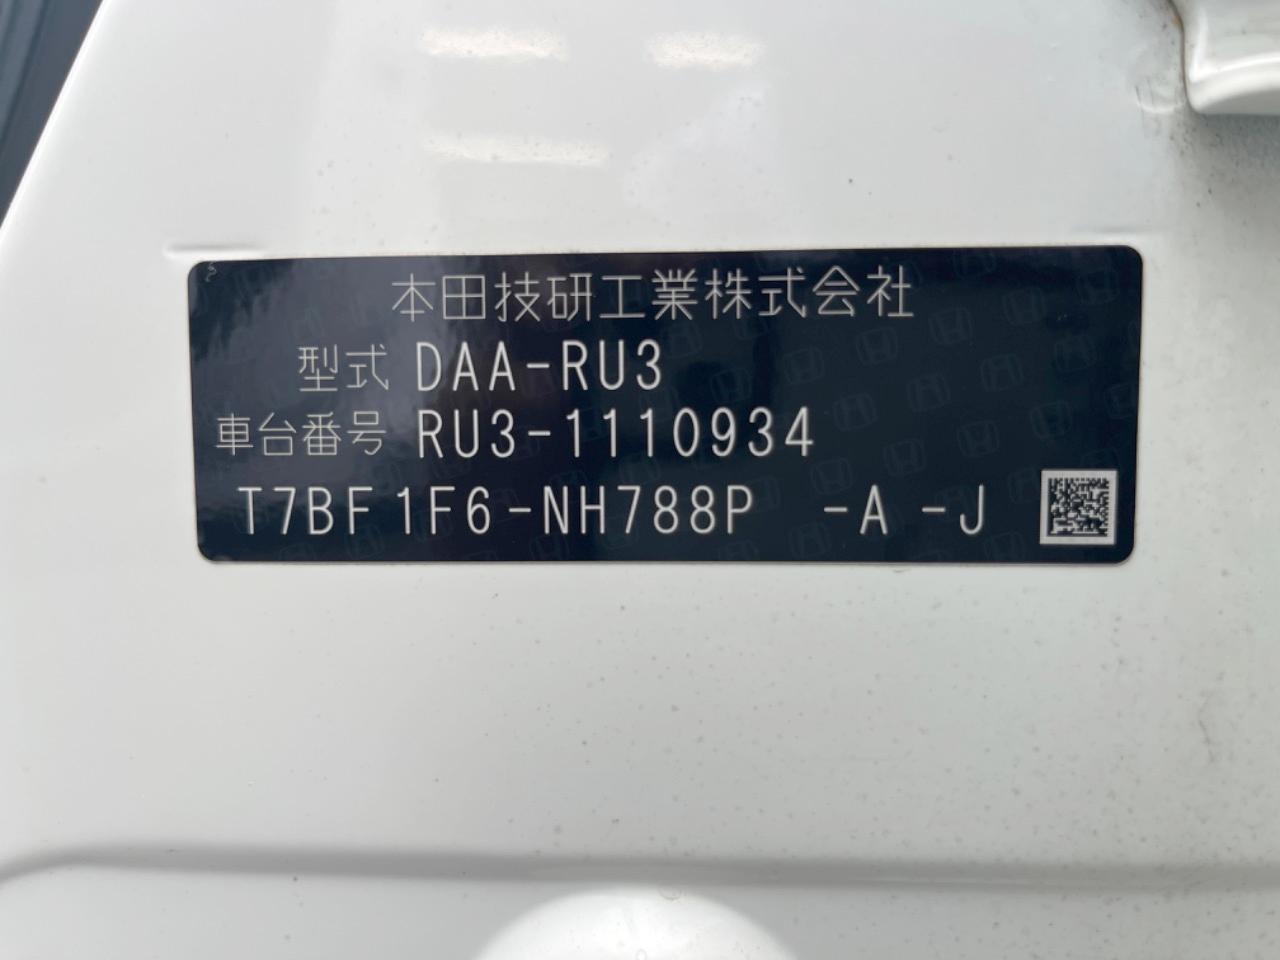 本田技研工業株式会社
型式 DAA-RU3
車台番号 RU3-1110934
T7BF1F6-NH788P -A -J